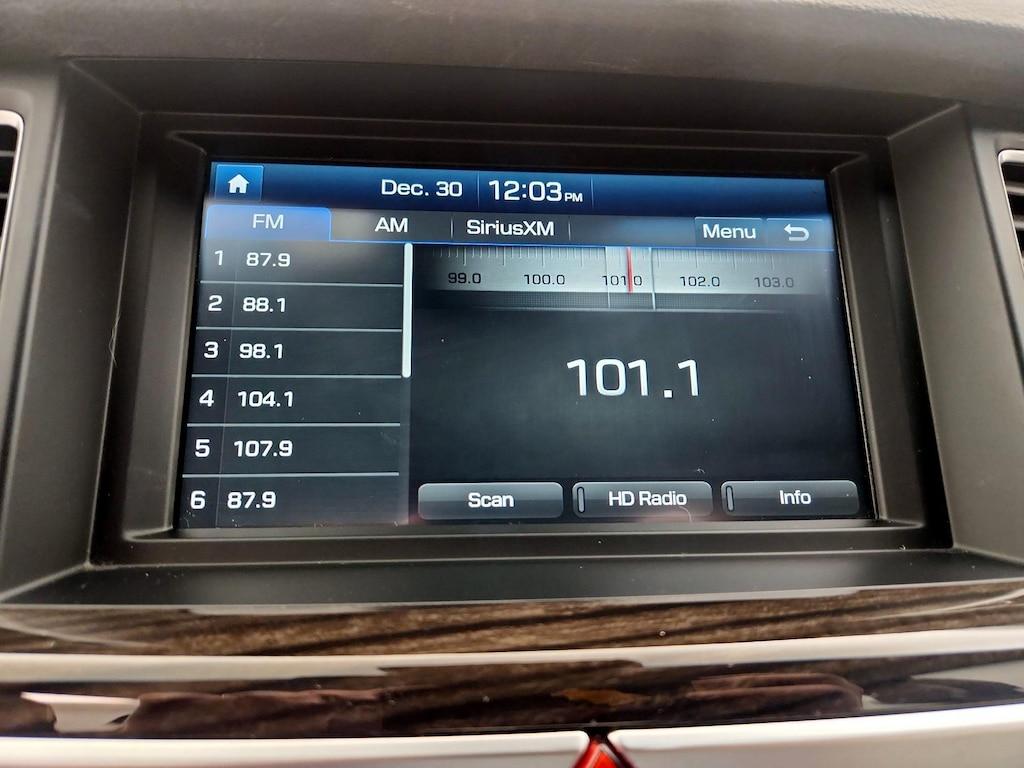 Dec. 30 12:03 PM
FM AM SiriusXM Menu
1 87.9
2 88.1
3 98.1
4 104.1
5 107.9
6 87.9
99.0 100.0 101.0 102.0 103.0
101.1
Scan HD Radio Info